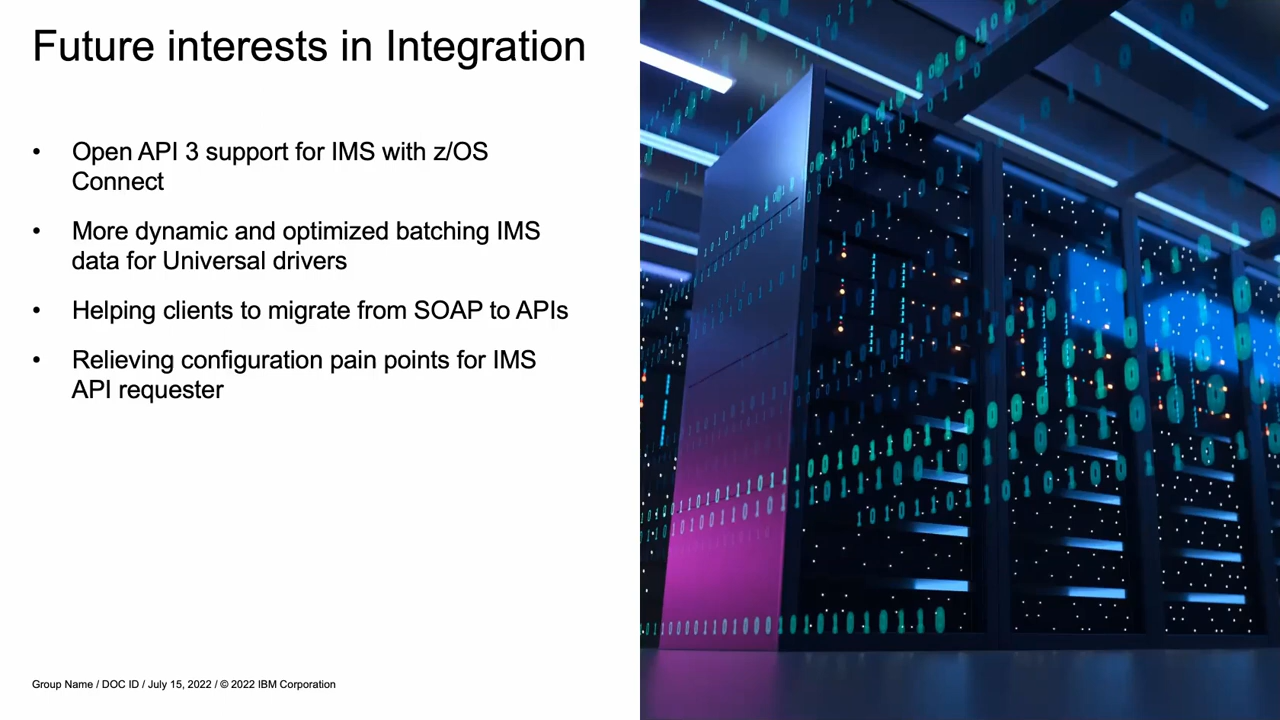 Future interests in Integration
• Open API 3 support for IMS with z/OS
Connect
• More dynamic and optimized batching IMS
data for Universal drivers
• Helping clients to migrate from SOAP to APIs
• Relieving configuration pain points for IMS
API requester
Group Name / DOC ID / July 15, 2022 / © 2022 IBM Corporation